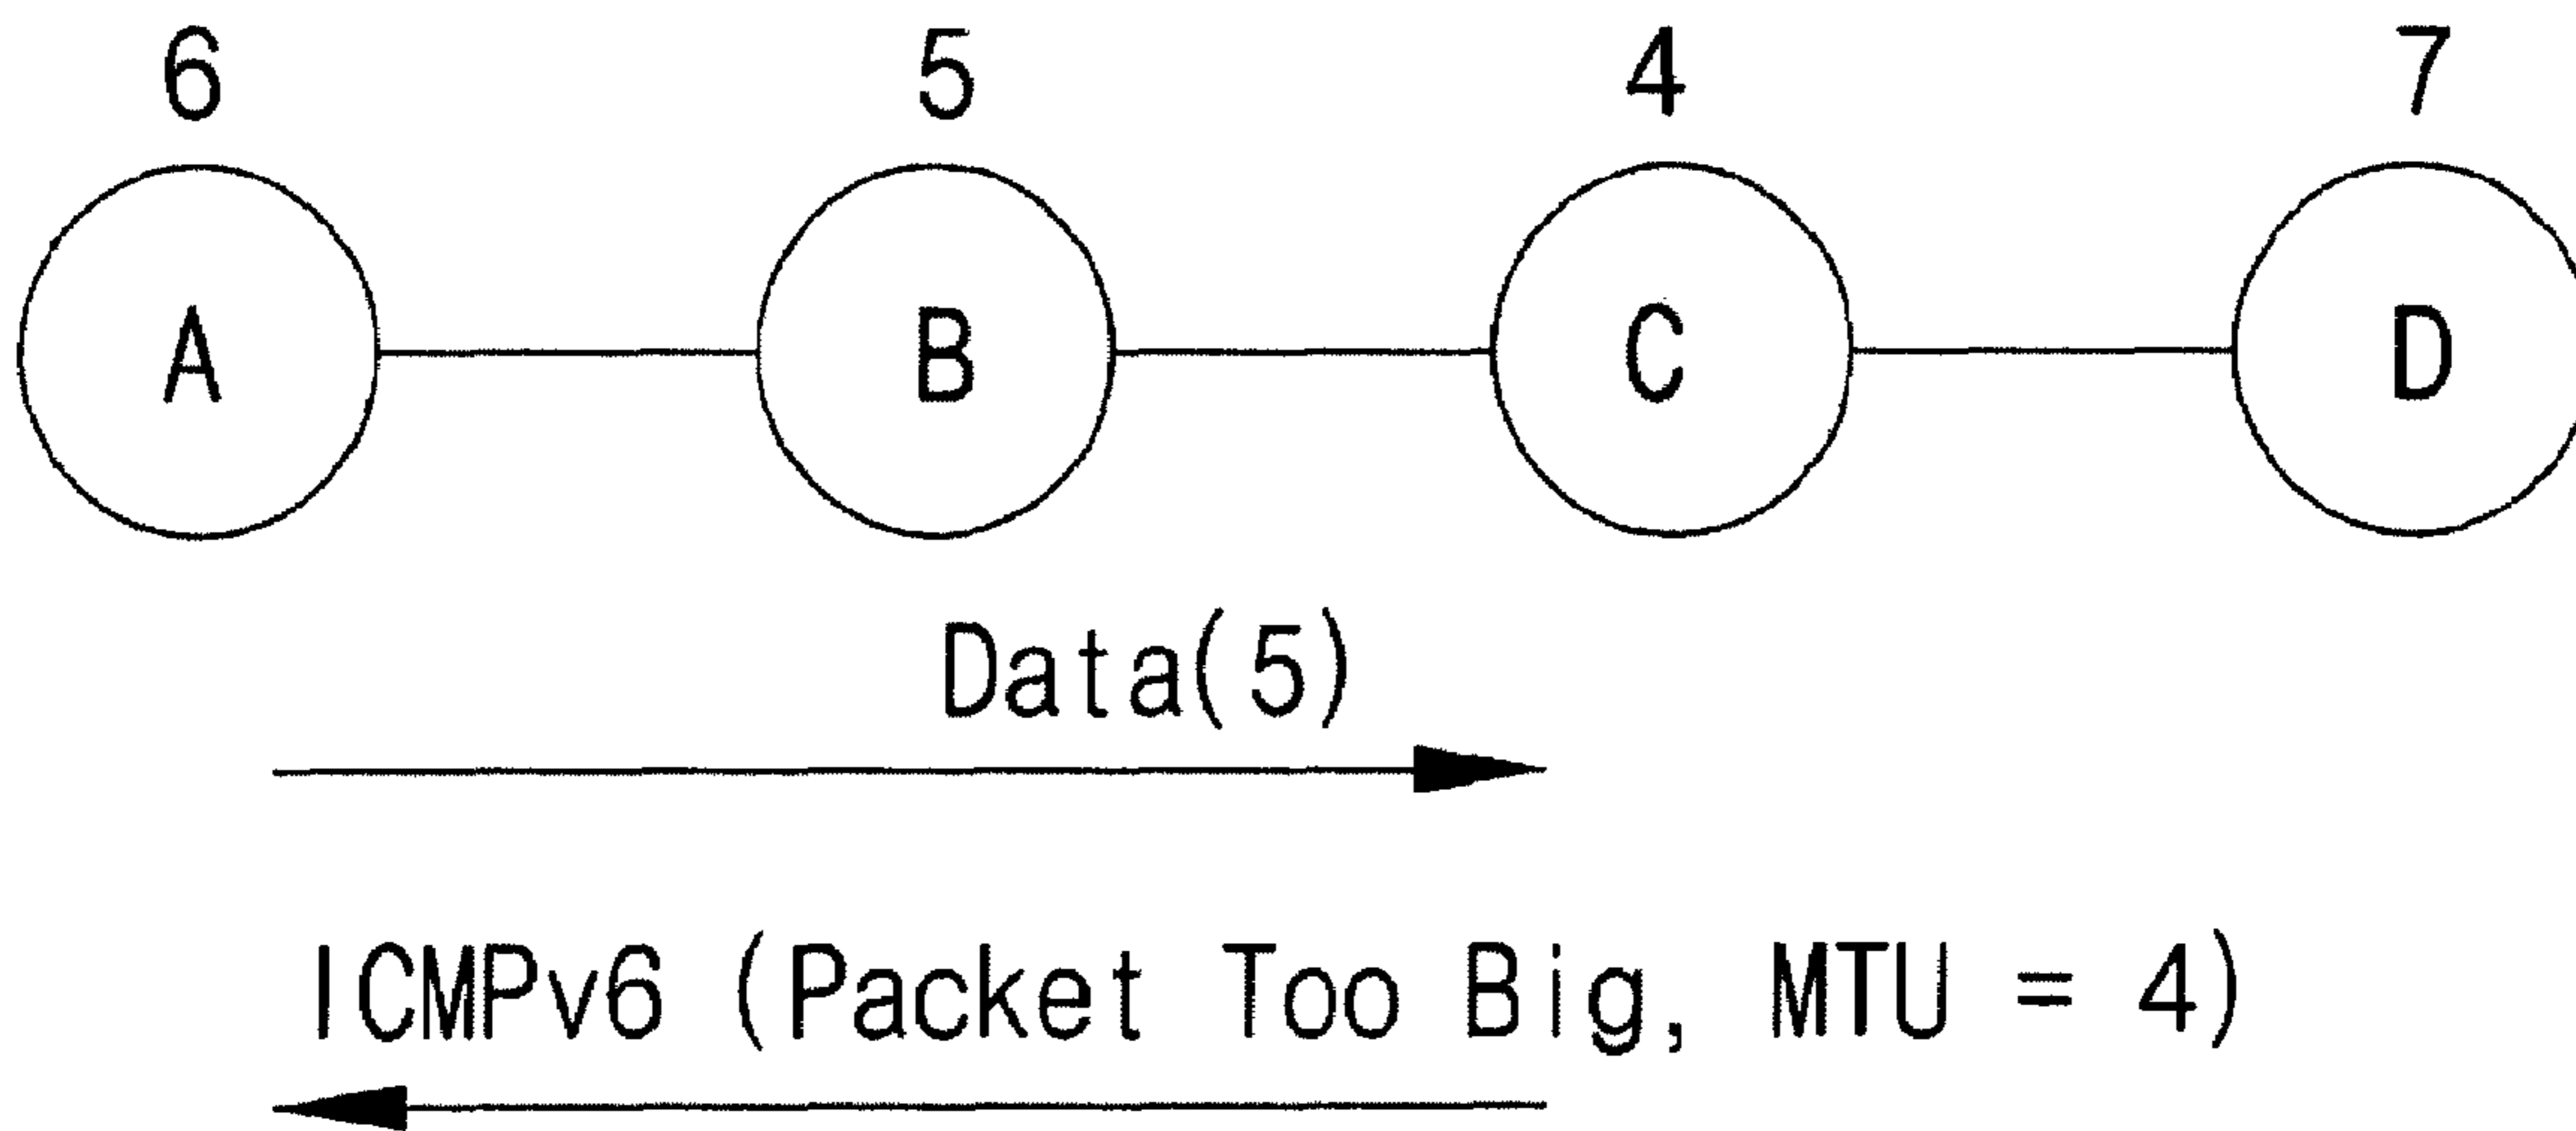 6 5 4 7
A B C D
Data(5)
ICMPv6 (Packet Too Big, MTU = 4)